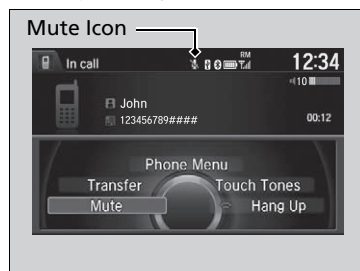 Mute Icon
In call
RM
12:34
10
John
123456789####
00:12
Phone Menu
Transfer
Touch Tones
Mute
Hang Up